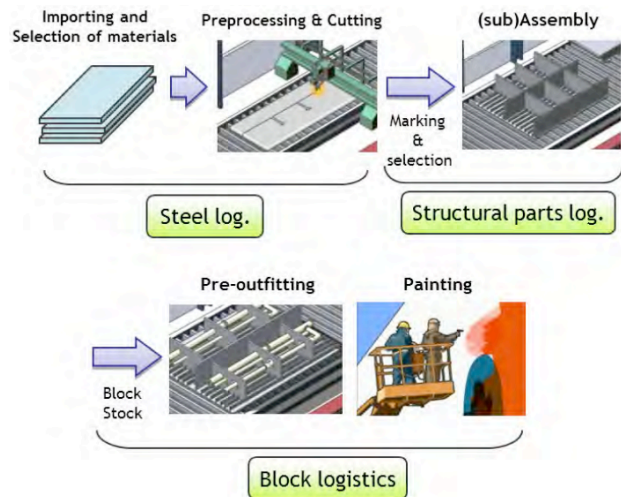 Importing and
Selection of materials
Preprocessing & Cutting
(sub)Assembly
Marking
&
selection
Steel log.
Structural parts log.
Pre-outfitting
Painting
Block
Stock
Block logistics